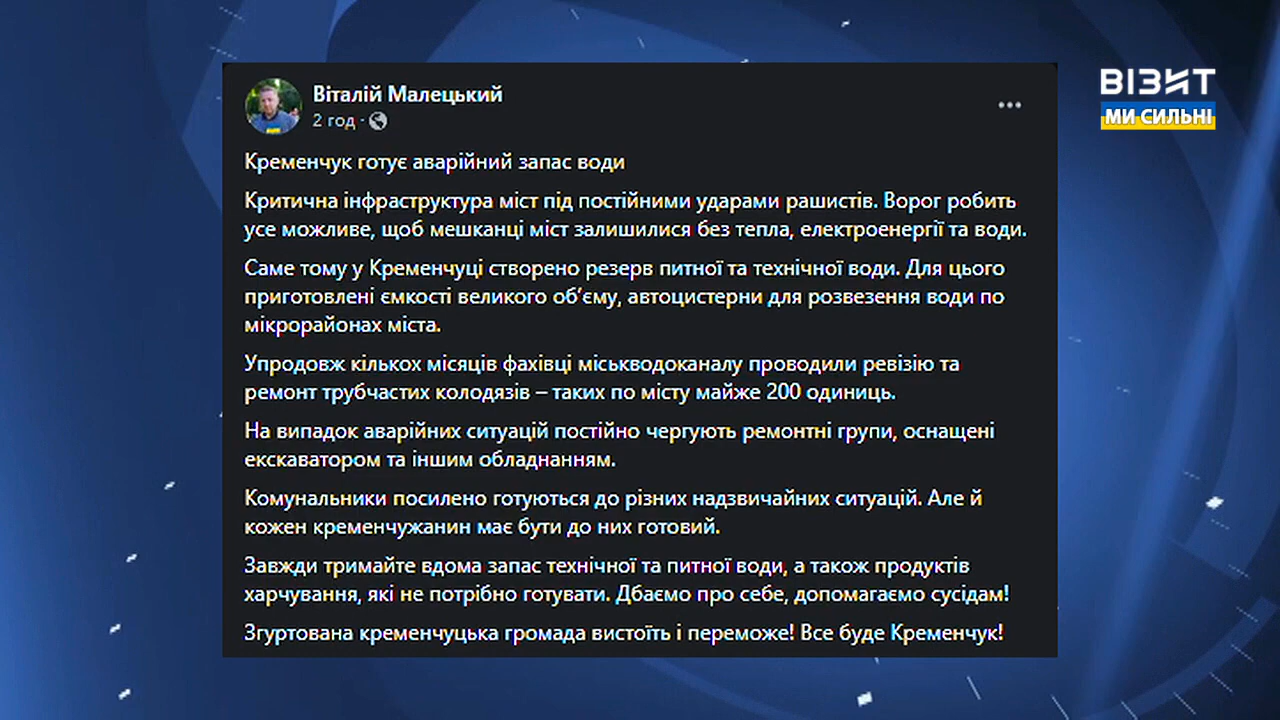 ВІЗИТ
МИ СИЛЬНІ
Віталій Малецький
2 год ·
Кременчук готує аварійний запас води
Критична інфраструктура міст під постійними ударами рашистів. Ворог робить
усе можливе, щоб мешканці міст залишилися без тепла, електроенергії та води.
Саме тому у Кременчуці створено резерв питної та технічної води. Для цього
приготовлені ємкості великого об’єму, автоцистерни для розвезення води по
мікрорайонах міста.
Упродовж кількох місяців фахівці міськводоканалу проводили ревізію та
ремонт трубчастих колодязів – таких по місту майже 200 одиниць.
На випадок аварійних ситуацій постійно чергують ремонтні групи, оснащені
екскаватором та іншим обладнанням.
Комунальники посилено готуються до різних надзвичайних ситуацій. Але й
кожен кременчужанин має бути до них готовий.
Завжди тримайте вдома запас технічної та питної води, а також продуктів
харчування, які не потрібно готувати. Дбаємо про себе, допомагаємо сусідам!
Згуртована кременчуцька громада вистоїть і переможе! Все буде Кременчук!